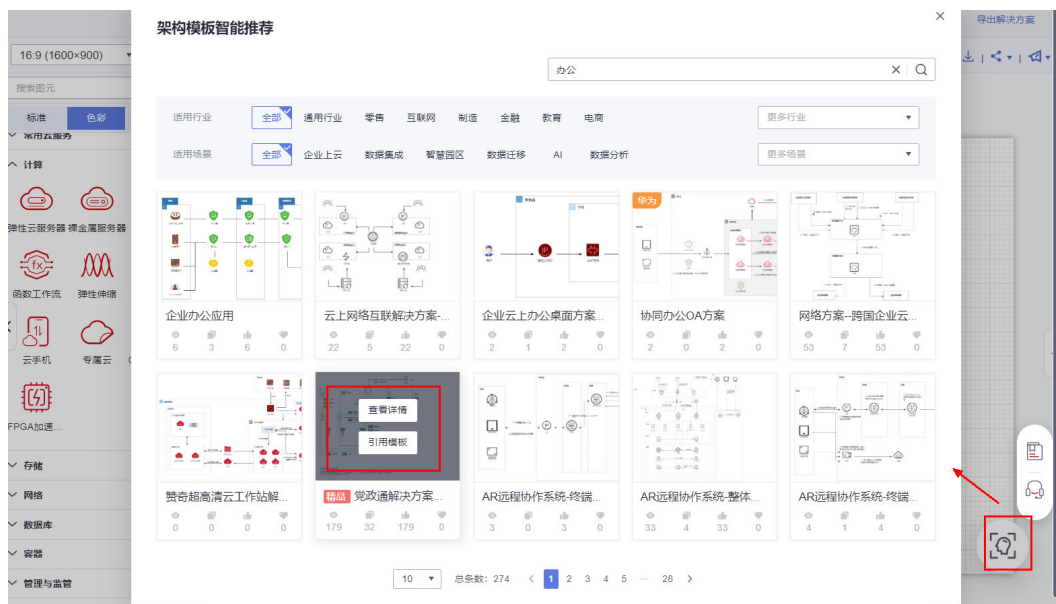 架构模板智能推荐
×
导出解决方案
16:9 (1600×900)
搜索图元
办公
标准 色彩
常用云服务
计算
弹性云服务器 裸金属服务器
函数工作流 弹性伸缩
云手机 专属云
FPGA加速...
存储
网络
数据库
容器
管理与监管
适用行业 全部 通用行业 零售 互联网 制造 金融 教育 电商 更多行业
适用场景 全部 企业上云 数据集成 智慧园区 数据迁移 AI 数据分析 更多场景
华为
企业办公应用 云上网络互联解决方案-... 企业云上办公桌面方案... 协同办公OA方案 网络方案--跨国企业云...
6 3 6 0 22 5 22 0 2 1 2 0 2 0 2 0 53 7 53 0
查看详情
引用模板
赞奇超高清云工作站解... 精品 党政通解决方案... AR远程协作系统-终端... AR远程协作系统-整体... AR远程协作系统-终端...
0 0 0 0 179 32 179 0 3 0 3 0 33 4 33 0 4 1 4 0
10 总条数: 274 < 1 2 3 4 5 ... 28 >